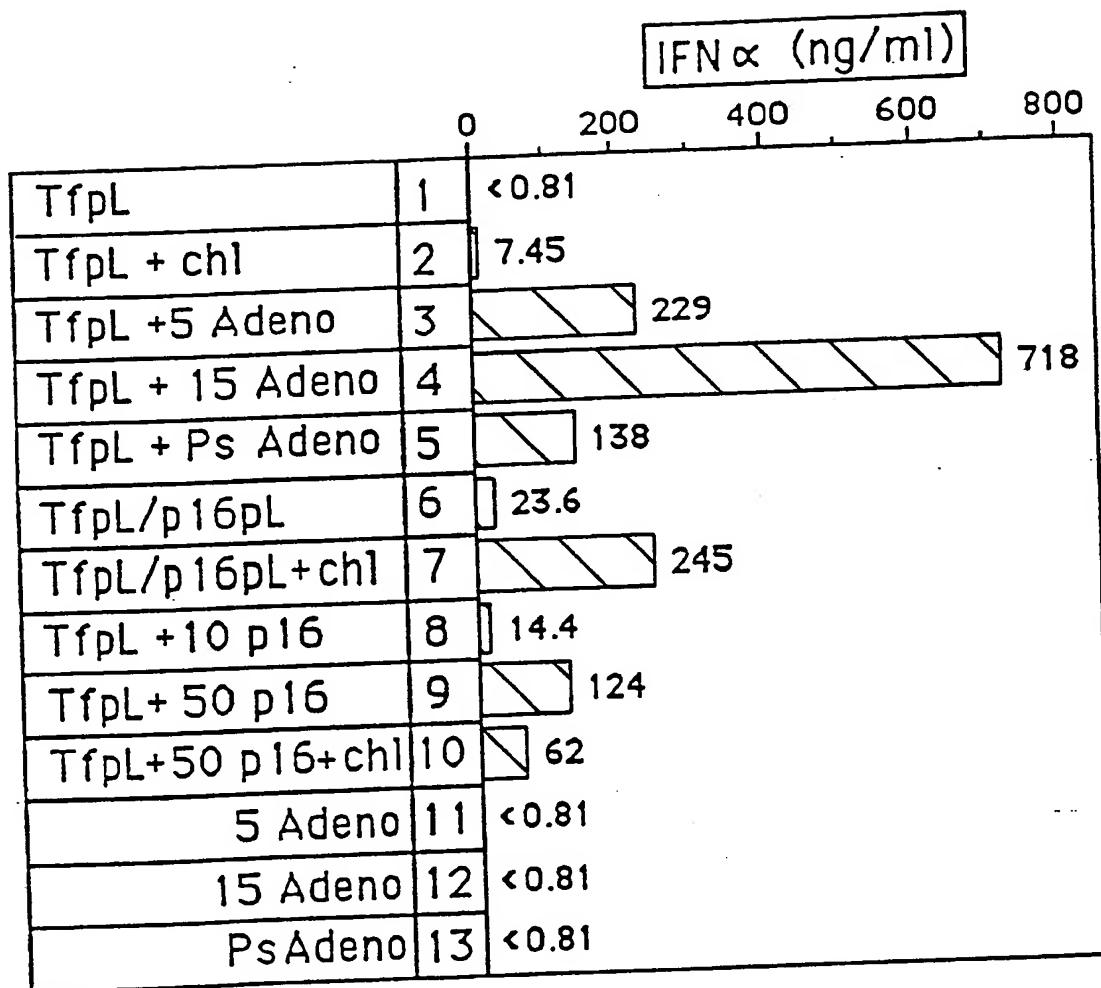 IFN ∝ (ng/ml)
0 200 400 600 800
TfpL 1 <0.81
TfpL + chl 2 7.45
TfpL +5 Adeno 3 229
TfpL + 15 Adeno 4 718
TfpL + Ps Adeno 5 138
TfpL/p16pL 6 23.6
TfpL/p16pL+chl 7 245
TfpL +10 p16 8 14.4
TfpL+ 50 p16 9 124
TfpL+50 p16+chl 10 62
5 Adeno 11 <0.81
15 Adeno 12 <0.81
Ps Adeno 13 <0.81